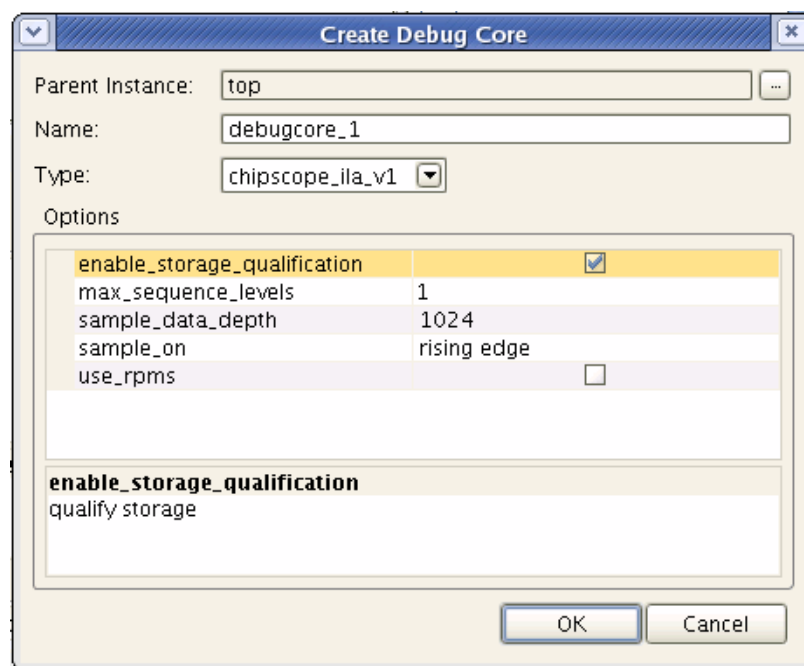 Create Debug Core
Parent Instance: top ...
Name: debugcore_1
Type: chipscope_ila_v1
Options
enable_storage_qualification
max_sequence_levels 1
sample_data_depth 1024
sample_on rising edge
use_rpms
enable_storage_qualification
qualify storage
OK Cancel